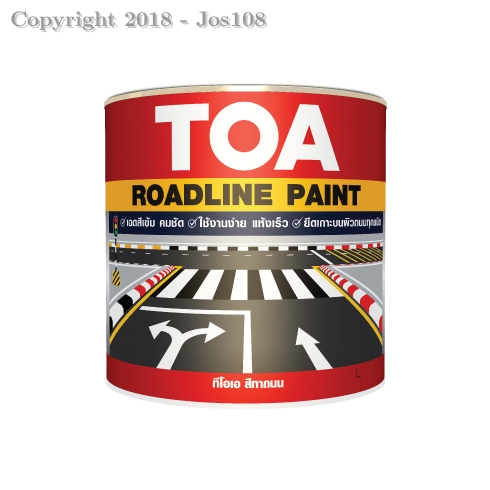 Copyright 2018 - Jos108
TOA
ROADLINE PAINT
เฉดสีเข้ม คมชัด ใช้งานง่าย แห้งเร็ว ยึดเกาะบนผิวถนนทุกชนิด
ทีโอเอ สีทาถนน